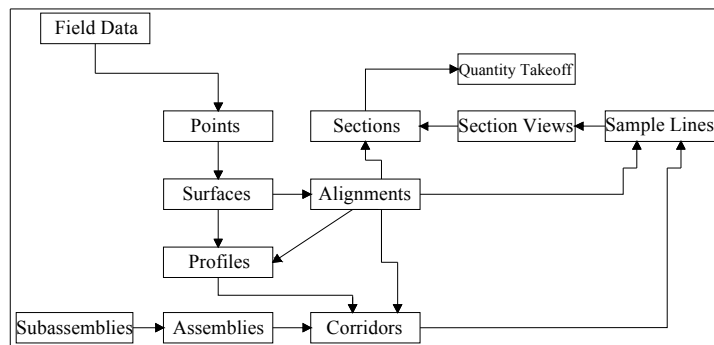 Field Data
Quantity Takeoff
Points
Sections
Section Views
Sample Lines
Surfaces
Alignments
Profiles
Subassemblies
Assemblies
Corridors